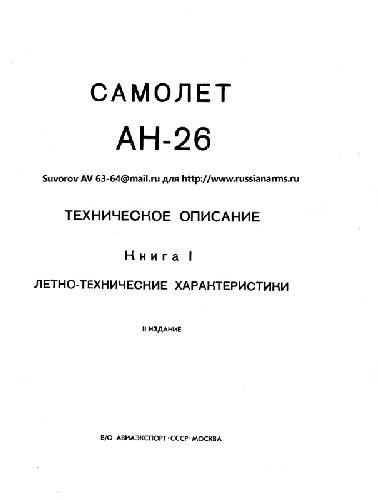 САМОЛЕТ
АН-26
Suvorov AV 63-64@mail.ru для http://www.russianarms.ru
ТЕХНИЧЕСКОЕ ОПИСАНИЕ
Книга I
ЛЕТНО-ТЕХНИЧЕСКИЕ ХАРАКТЕРИСТИКИ
II ИЗДАНИЕ
В/О АВИАЭКСПОРТ·СССР·МОСКВА